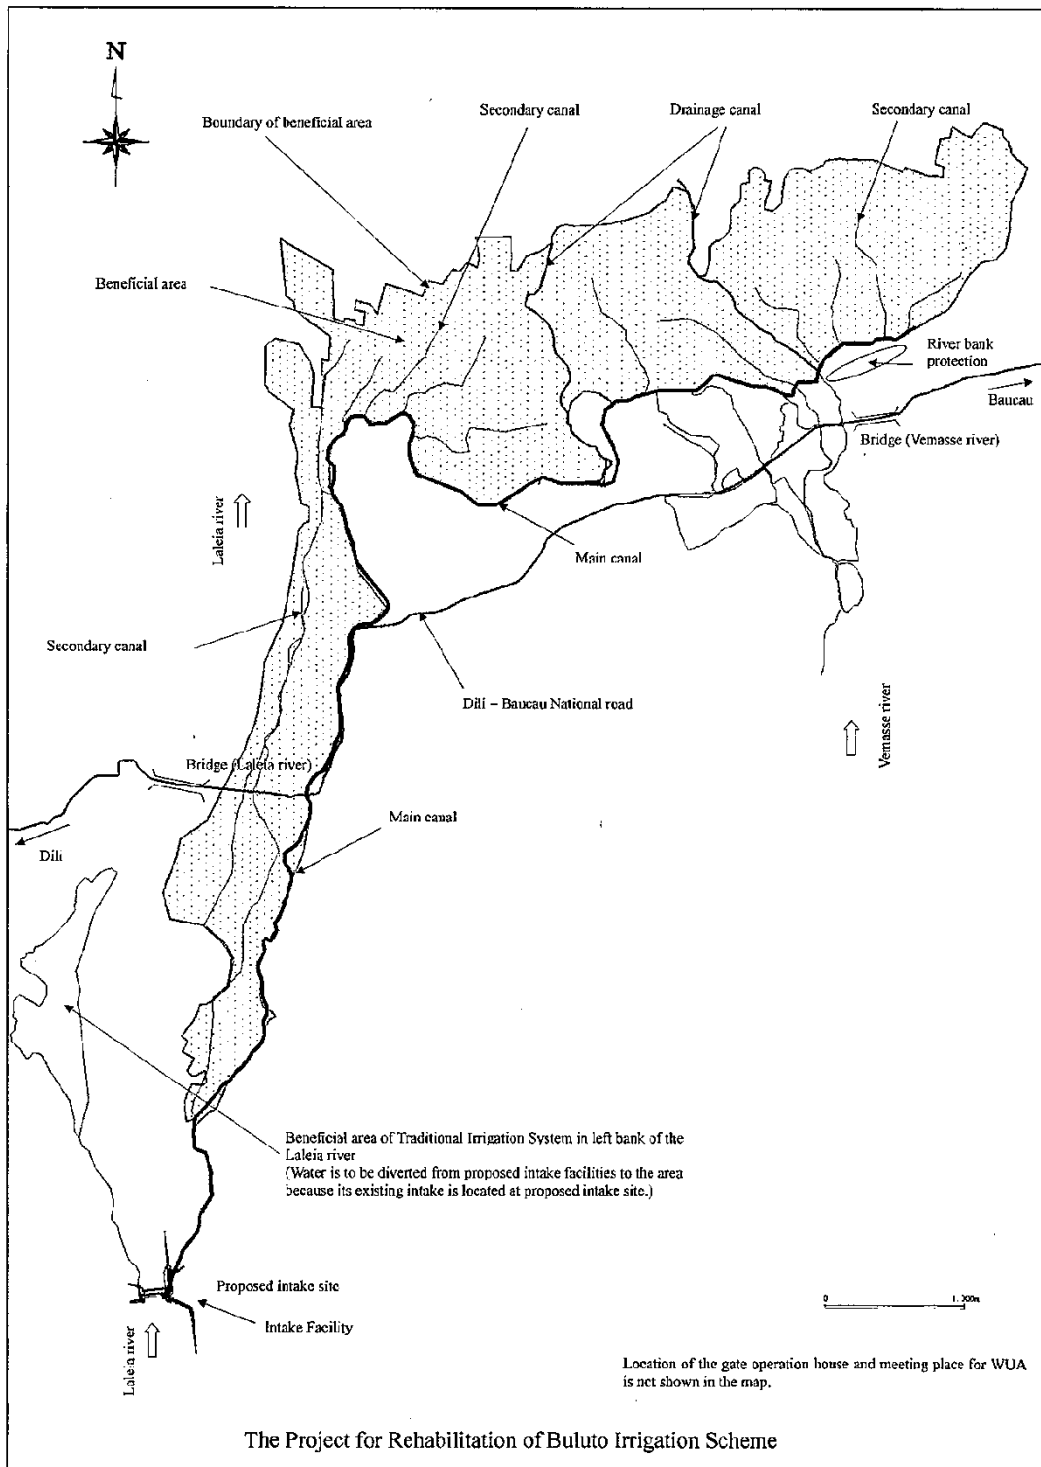 N
Secondary canal
Drainage canal
Secondary canal
Boundary of beneficial area
Beneficial area
River bank
protection
Baucau
Bridge (Vemasse river)
Laleia river
Main canal
Secondary canal
Dili – Baucau National road
Vemasse river
Bridge (Laleia river)
Main canal
Dili
Beneficial area of Traditional Irrigation System in left bank of the
Laleia river
(Water is to be diverted from proposed intake facilities to the area
because its existing intake is located at proposed intake site.)
Proposed intake site
Intake Facility
0 1,000m
Laleia river
Location of the gate operation house and meeting place for WUA
is not shown in the map.
The Project for Rehabilitation of Buluto Irrigation Scheme